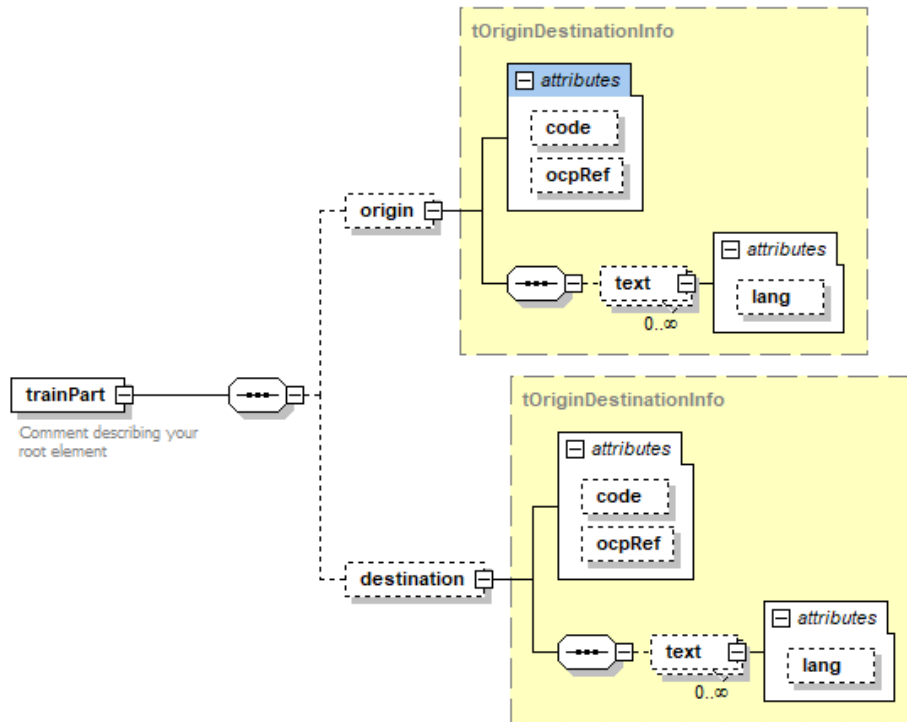 tOriginDestinationInfo
attributes
code
ocpRef
origin
attributes
text
lang
0..∞
trainPart
Comment describing your
root element
tOriginDestinationInfo
attributes
code
ocpRef
destination
attributes
text
lang
0..∞